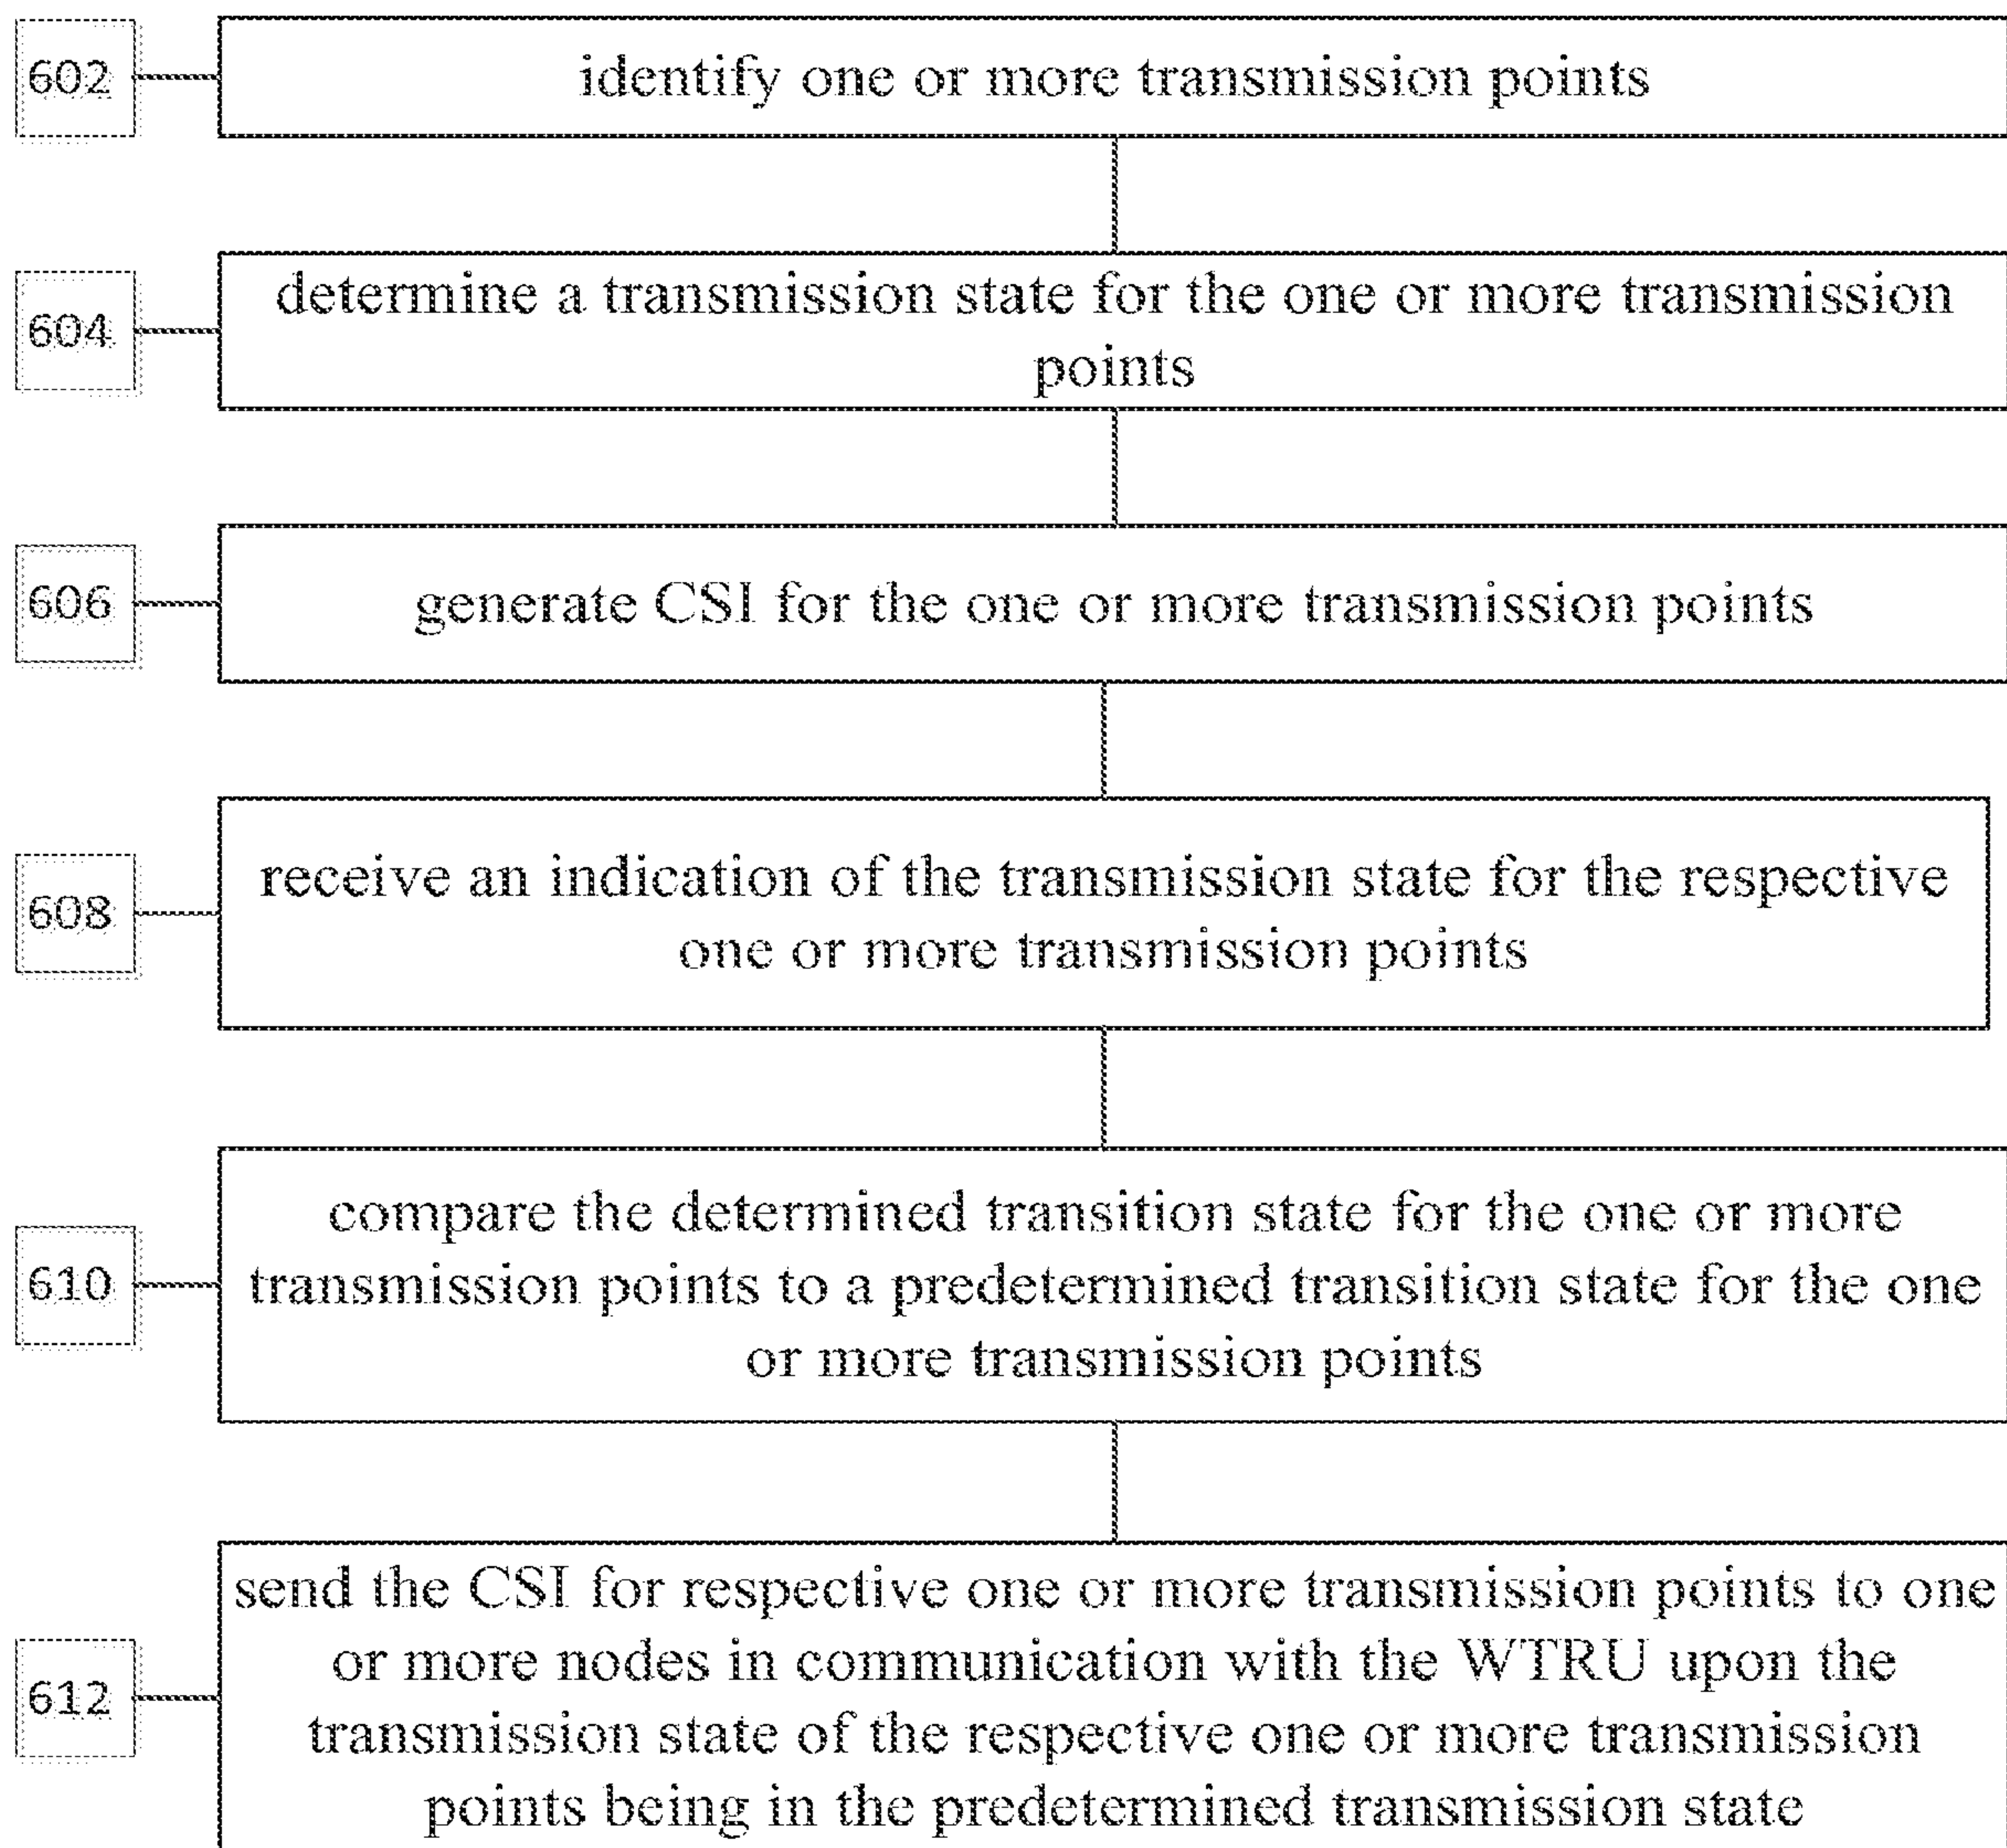 602
identify one or more transmission points
604
determine a transmission state for the one or more transmission
points
606
generate CSI for the one or more transmission points
608
receive an indication of the transmission state for the respective
one or more transmission points
610
compare the determined transition state for the one or more
transmission points to a predetermined transition state for the one
or more transmission points
612
send the CSI for respective one or more transmission points to one
or more nodes in communication with the WTRU upon the
transmission state of the respective one or more transmission
points being in the predetermined transmission state